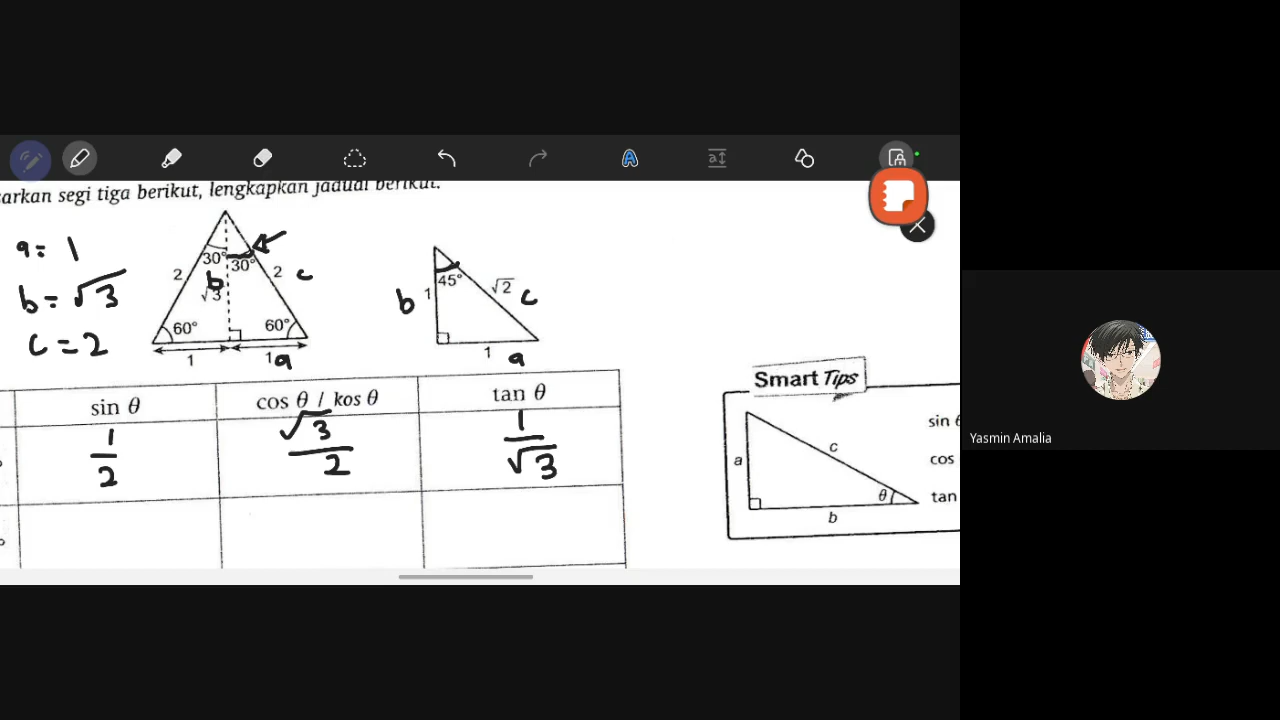 arkan segi tiga berikut, lengkapkan jadual berikut.
a = 1
b = √3
c = 2
30° 30°
2
b
√3
2 c
60° 60°
1
1 a
45°
b 1
√2 c
1 a
sin θ cos θ / kos θ tan θ
1/2 √3/2 1/√3
Smart Tips
a
c
θ
b
sin θ
cos
tan
Yasmin Amalia